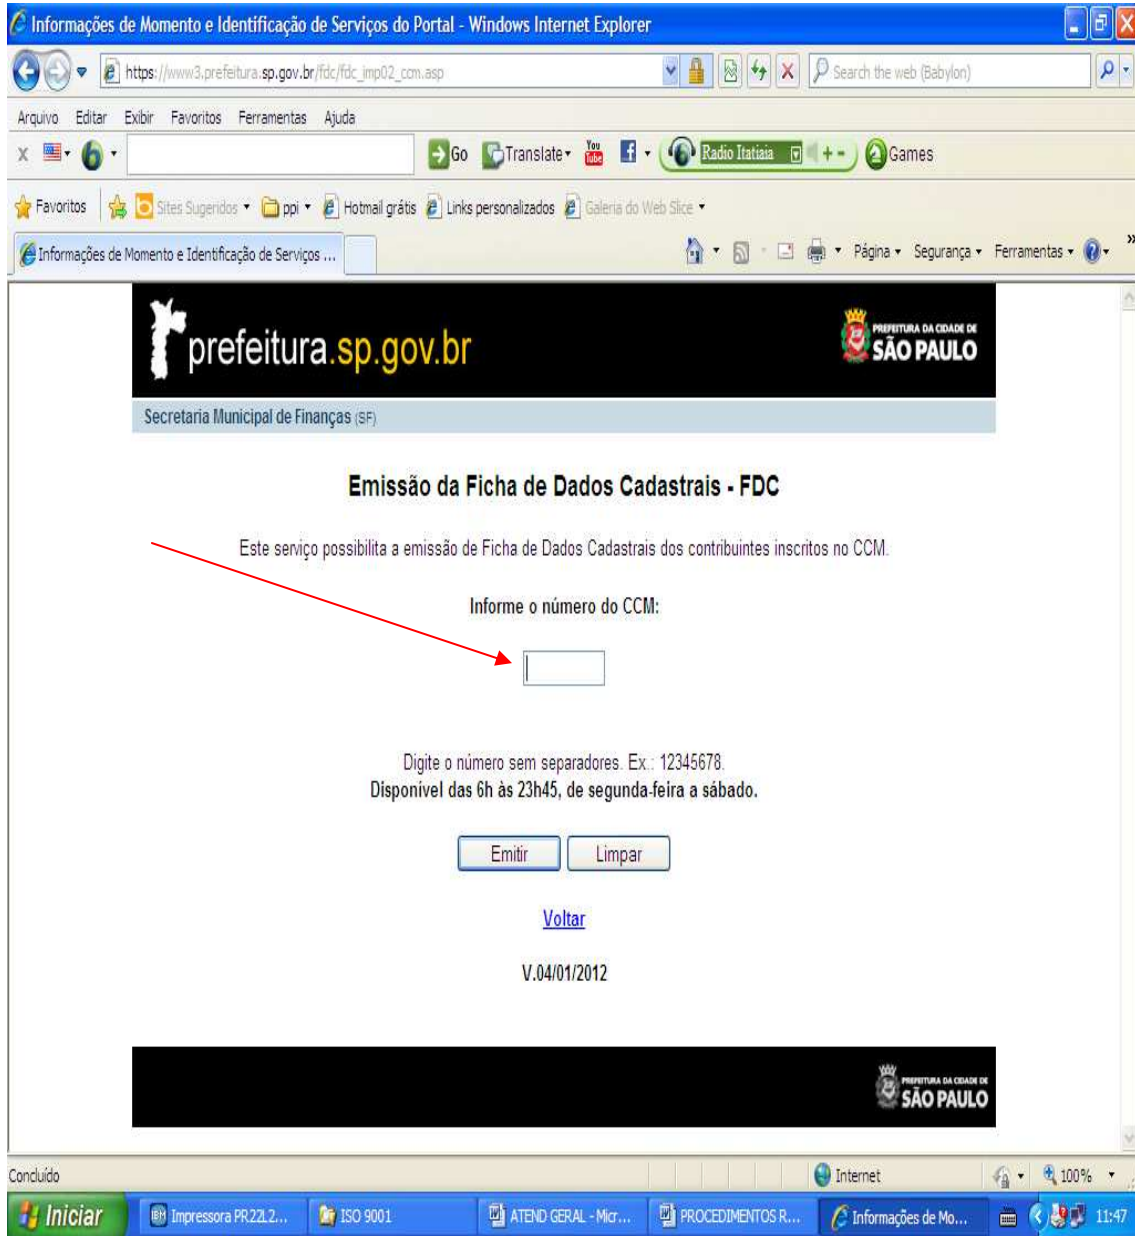 Informações de Momento e Identificação de Serviços do Portal - Windows Internet Explorer
https://www3.prefeitura.sp.gov.br/fdc/fdc_imp02_ccm.asp
Search the web (Babylon)
Arquivo Editar Exibir Favoritos Ferramentas Ajuda
x Go Translate You Tube f Radio Itatiaia + - Games
Favoritos Sites Sugeridos ppi Hotmail grátis Links personalizados Galeria do Web Slice
Informações de Momento e Identificação de Serviços ... Página Segurança Ferramentas »
prefeitura.sp.gov.br
PREFEITURA DA CIDADE DE
SÃO PAULO
Secretaria Municipal de Finanças (SF)
Emissão da Ficha de Dados Cadastrais - FDC
Este serviço possibilita a emissão de Ficha de Dados Cadastrais dos contribuintes inscritos no CCM.
Informe o número do CCM:
Digite o número sem separadores. Ex.: 12345678.
Disponível das 6h às 23h45, de segunda-feira a sábado.
Emitir Limpar
Voltar
V.04/01/2012
PREFEITURA DA CIDADE DE
SÃO PAULO
Concluído Internet 100%
Iniciar Impressora PR22L2... ISO 9001 ATEND GERAL - Micr... PROCEDIMENTOS R... Informações de Mo... 11:47